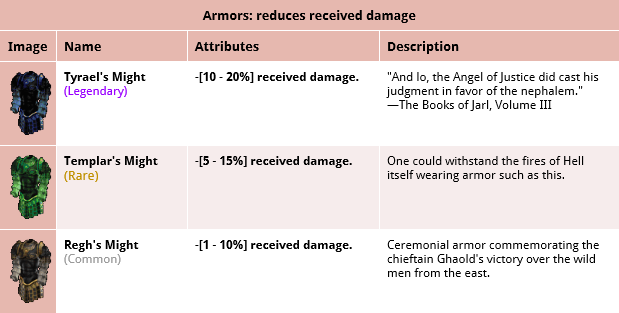 Armors: reduces received damage
Image Name Attributes Description
Tyrael's Might -[10 - 20%] received damage. "And lo, the Angel of Justice did cast his
(Legendary) judgment in favor of the nephalem."
—The Books of Jarl, Volume III
Templar's Might -[5 - 15%] received damage. One could withstand the fires of Hell
(Rare) itself wearing armor such as this.
Regh's Might -[1 - 10%] received damage. Ceremonial armor commemorating the
(Common) chieftain Ghaold's victory over the wild
men from the east.